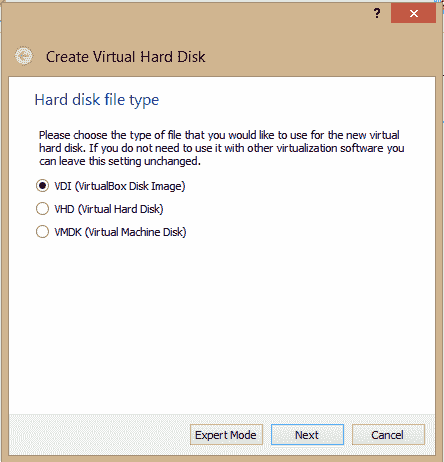 ?
Create Virtual Hard Disk
Hard disk file type
Please choose the type of file that you would like to use for the new virtual
hard disk. If you do not need to use it with other virtualization software you
can leave this setting unchanged.
VDI (VirtualBox Disk Image)
VHD (Virtual Hard Disk)
VMDK (Virtual Machine Disk)
Expert Mode Next Cancel